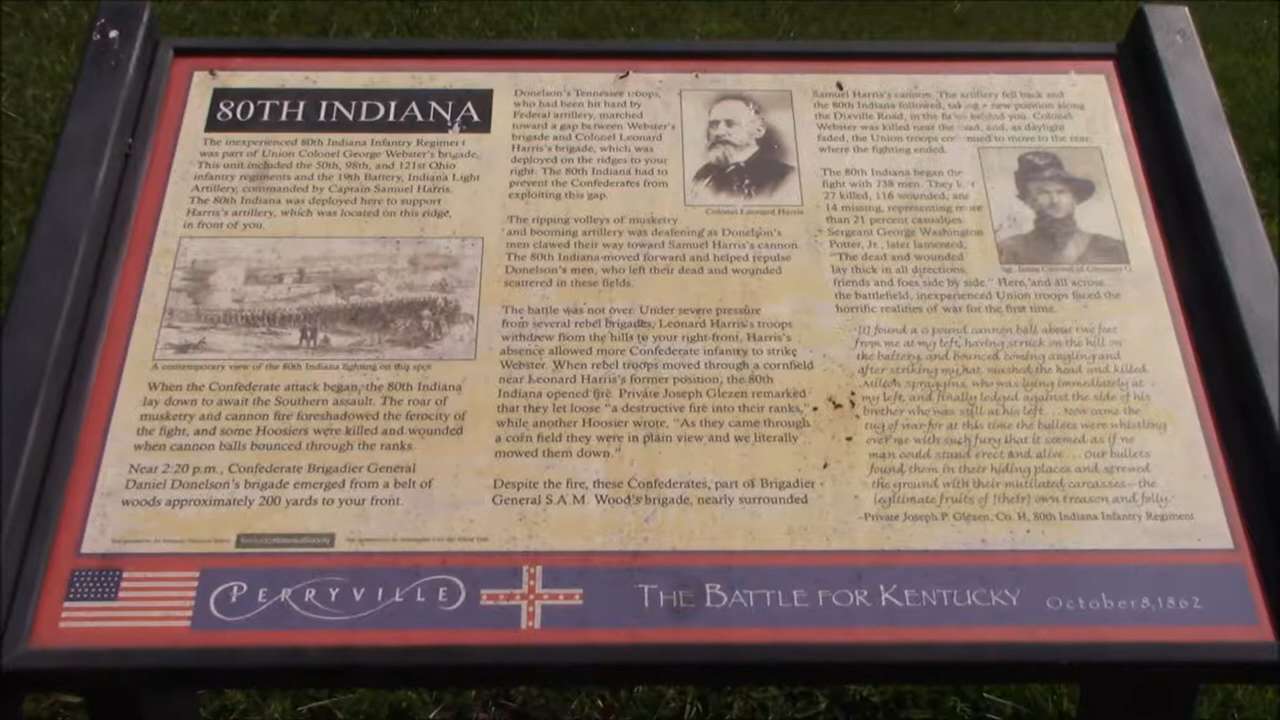 80TH INDIANA
The inexperienced 80th Indiana Infantry Regiment
was part of Union Colonel George Webster's brigade.
This unit included the 50th, 98th, and 121st Ohio
infantry regiments and the 19th Battery, Indiana Light
Artillery, commanded by Captain Samuel Harris.
The 80th Indiana was deployed here to support
Harris's artillery, which was located on this ridge,
in front of you.
A contemporary view of the 80th Indiana fighting on this spot
When the Confederate attack began, the 80th Indiana
lay down to await the Southern assault. The roar of
musketry and cannon fire foreshadowed the ferocity of
the fight, and some Hoosiers were killed and wounded
when cannon balls bounced through the ranks.
Near 2:20 p.m., Confederate Brigadier General
Daniel Donelson's brigade emerged from a belt of
woods approximately 200 yards to your front.
Donelson's Tennessee troops,
who had been hit hard by
Federal artillery, marched
toward a gap between Webster's
brigade and Colonel Leonard
Harris's brigade, which was
deployed on the ridges to your
right. The 80th Indiana had to
prevent the Confederates from
exploiting this gap.
Colonel Leonard Harris
The ripping volleys of musketry
and booming artillery was deafening as Donelson's
men clawed their way toward Samuel Harris's cannon.
The 80th Indiana moved forward and helped repulse
Donelson's men, who left their dead and wounded
scattered in these fields.
The battle was not over. Under severe pressure
from several rebel brigades, Leonard Harris's troops
withdrew from the hills to your right-front. Harris's
absence allowed more Confederate infantry to strike
Webster. When rebel troops moved through a cornfield
near Leonard Harris's former position, the 80th
Indiana opened fire. Private Joseph Glezen remarked
that they let loose "a destructive fire into their ranks,"
while another Hoosier wrote, "As they came through
a corn field they were in plain view and we literally
mowed them down."
Despite the fire, these Confederates, part of Brigadier
General S.A.M. Wood's brigade, nearly surrounded
Samuel Harris's cannon. The artillery fell back and
the 80th Indiana followed, taking a new position along
the Dixville Road, in the fields behind you. Colonel
Webster was killed near the road, and, as daylight
faded, the Union troops continued to move to the rear,
where the fighting ended.
The 80th Indiana began the
fight with 738 men. They lost
27 killed, 116 wounded, and
14 missing, representing more
than 21 percent casualties.
Sergeant George Washington
Potter, Jr., later lamented,
"The dead and wounded
lay thick in all directions,
friends and foes side by side." Here, and all across
the battlefield, inexperienced Union troops faced the
horrific realities of war for the first time.
[I] found a 6 pound cannon ball about one feet
from me at my left, having struck on the hill on
the battery, and bounced coming angling and
after striking my hat, mashed the head and killed
Milton Spraggins, who was lying immediately at
my left, and finally lodged against the side of his
brother who was still at his left . . . Now came the
tug of war for at this time the bullets were whistling
over me with such fury that it seemed as if no
man could stand erect and alive . . . our bullets
found them in their hiding places and strewed
the ground with their mutilated carcasses—the
legitimate fruits of [their] own treason and folly.
–Private Joseph P. Glezen, Co. H, 80th Indiana Infantry Regiment
PERRYVILLE
THE BATTLE FOR KENTUCKY October 8, 1862